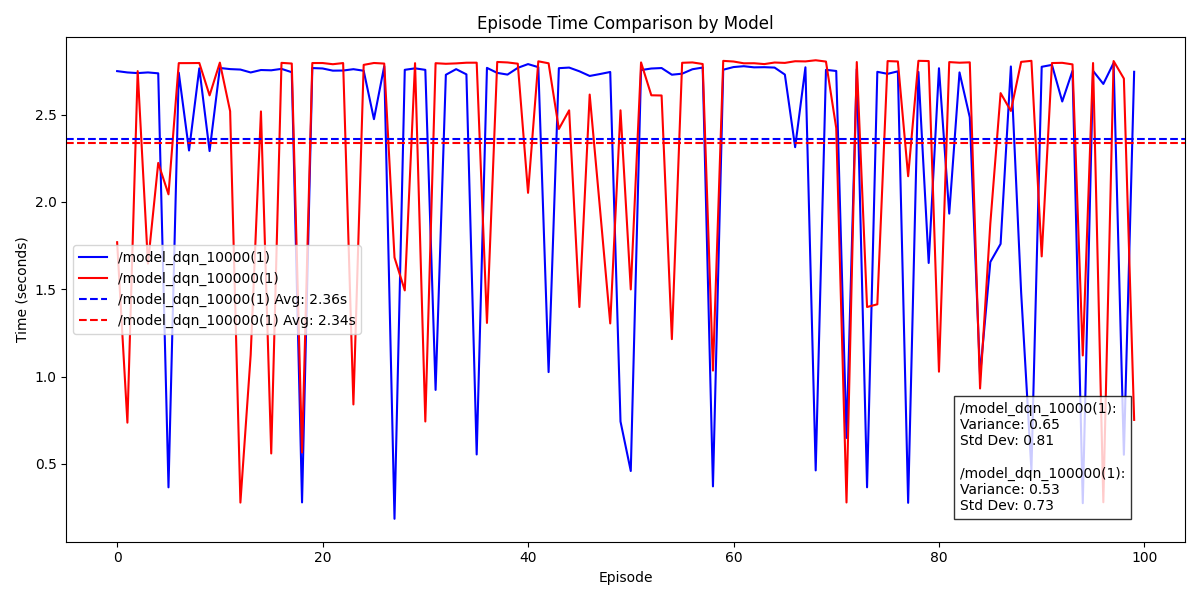 Episode Time Comparison by Model
Time (seconds)
2.5
2.0
1.5
1.0
0.5
/model_dqn_10000(1)
/model_dqn_100000(1)
/model_dqn_10000(1) Avg: 2.36s
/model_dqn_100000(1) Avg: 2.34s
/model_dqn_10000(1):
Variance: 0.65
Std Dev: 0.81
/model_dqn_100000(1):
Variance: 0.53
Std Dev: 0.73
0
20
40
60
80
100
Episode